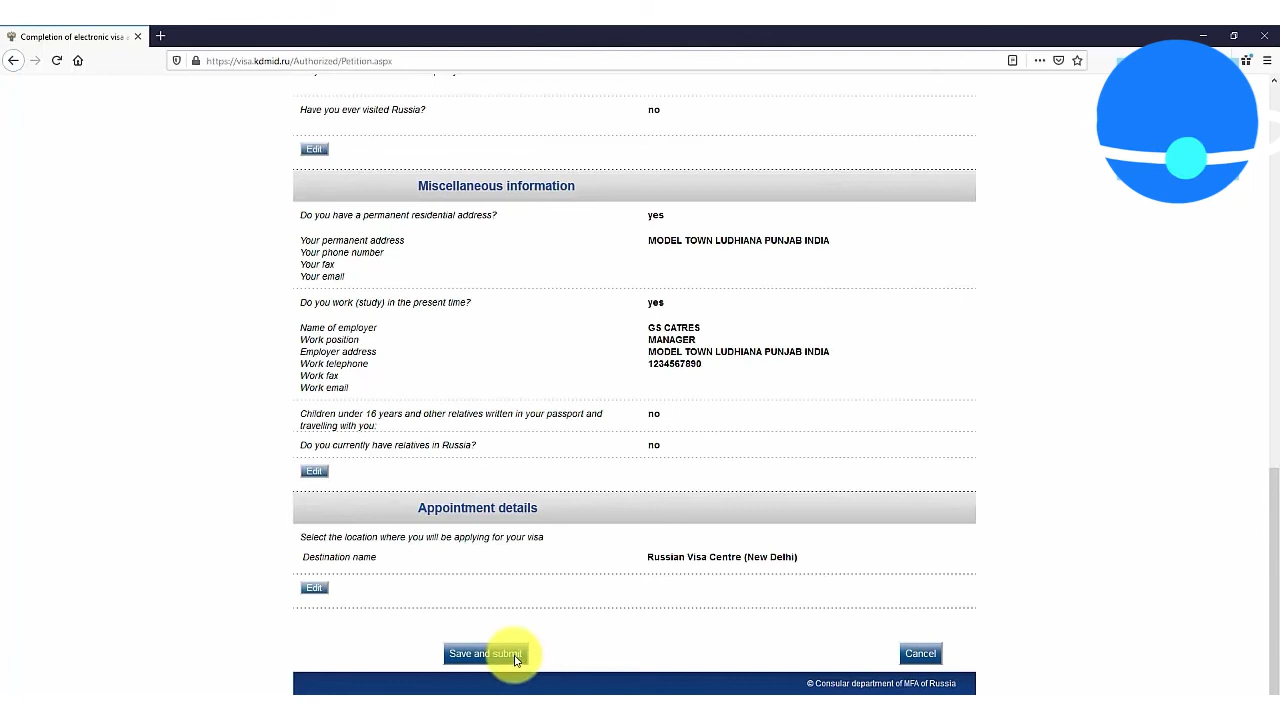 Completion of electronic visa a
https://visa.kdmid.ru/Authorized/Petition.aspx
Have you ever visited Russia? no
Edit
Miscellaneous information
Do you have a permanent residential address? yes
Your permanent address MODEL TOWN LUDHIANA PUNJAB INDIA
Your phone number
Your fax
Your email
Do you work (study) in the present time? yes
Name of employer GS CATRES
Work position MANAGER
Employer address MODEL TOWN LUDHIANA PUNJAB INDIA
Work telephone 1234567890
Work fax
Work email
Children under 16 years and other relatives written in your passport and no
travelling with you:
Do you currently have relatives in Russia? no
Edit
Appointment details
Select the location where you will be applying for your visa
Destination name Russian Visa Centre (New Delhi)
Edit
Save and submit Cancel
© Consular department of MFA of Russia